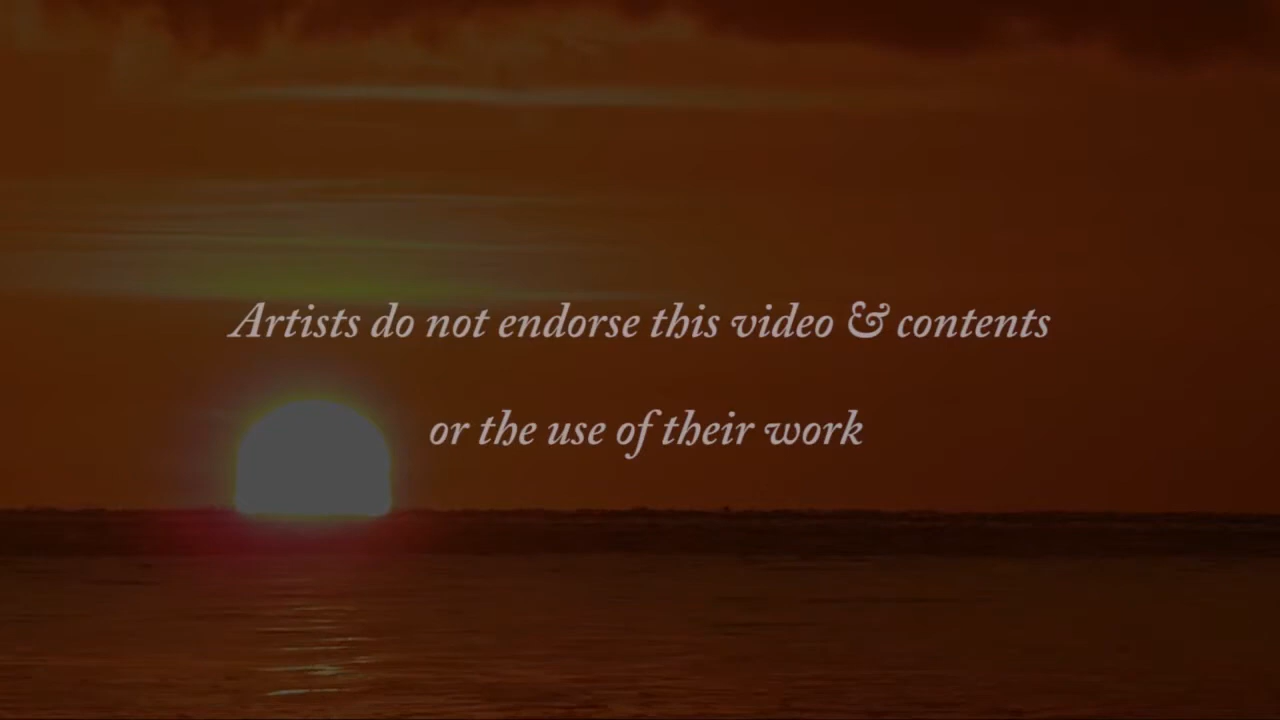 Artists do not endorse this video & contents
or the use of their work